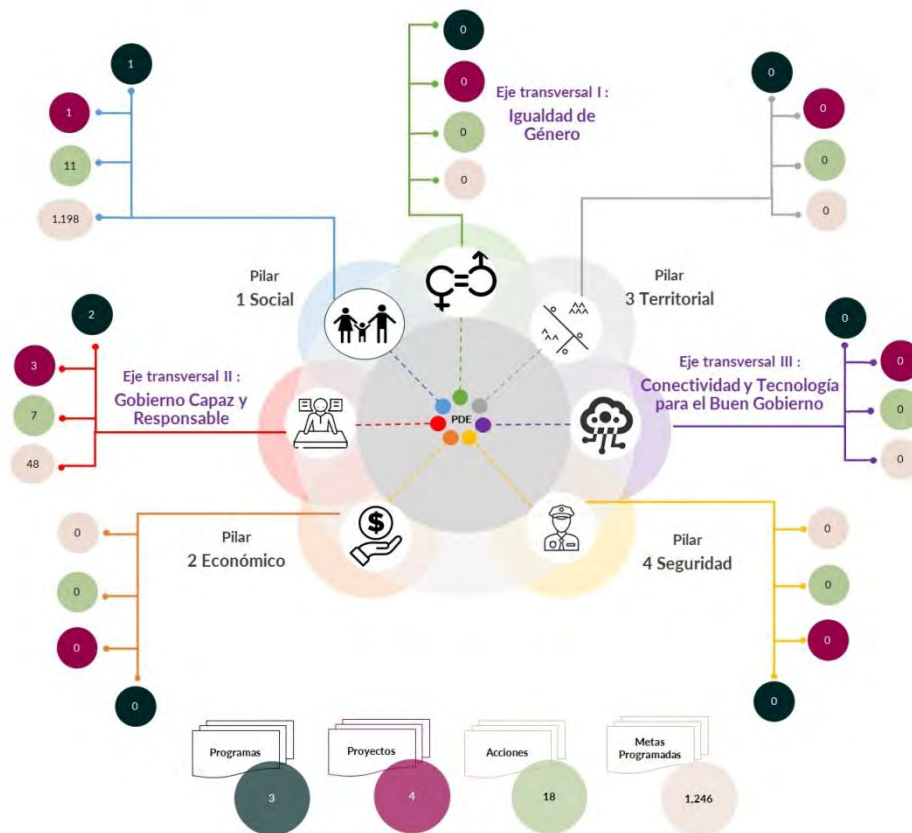 0
0
0
0
Eje transversal I :
Igualdad de
Género
1
1
11
1,198
Pilar
1 Social
0
0
0
0
Pilar
3 Territorial
2
3
7
48
Eje transversal II :
Gobierno Capaz y
Responsable
PDE
Eje transversal III :
Conectividad y Tecnología
para el Buen Gobierno
0
0
0
0
$
Pilar
2 Económico
0
0
0
0
Pilar
4 Seguridad
0
0
0
0
Programas
3
Proyectos
4
Acciones
18
Metas
Programadas
1,246